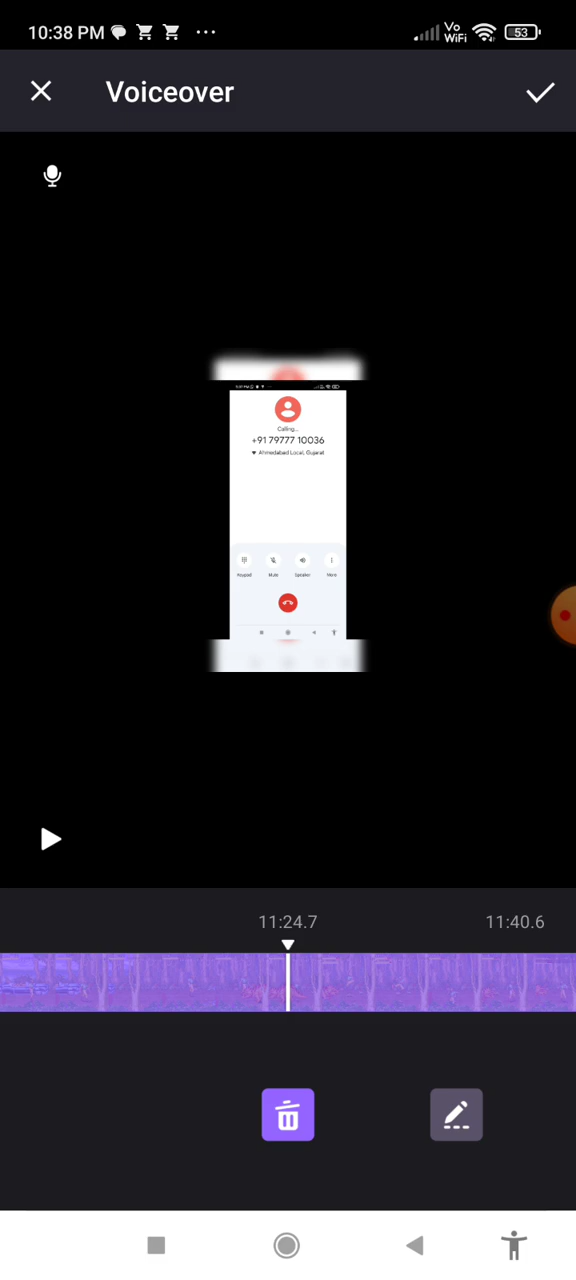 10:38 PM
Vo
WiFi
53
Voiceover
Calling...
+91 79777 10036
Ahmedabad Local, Gujarat
Keypad Mute Speaker More
11:24.7 11:40.6